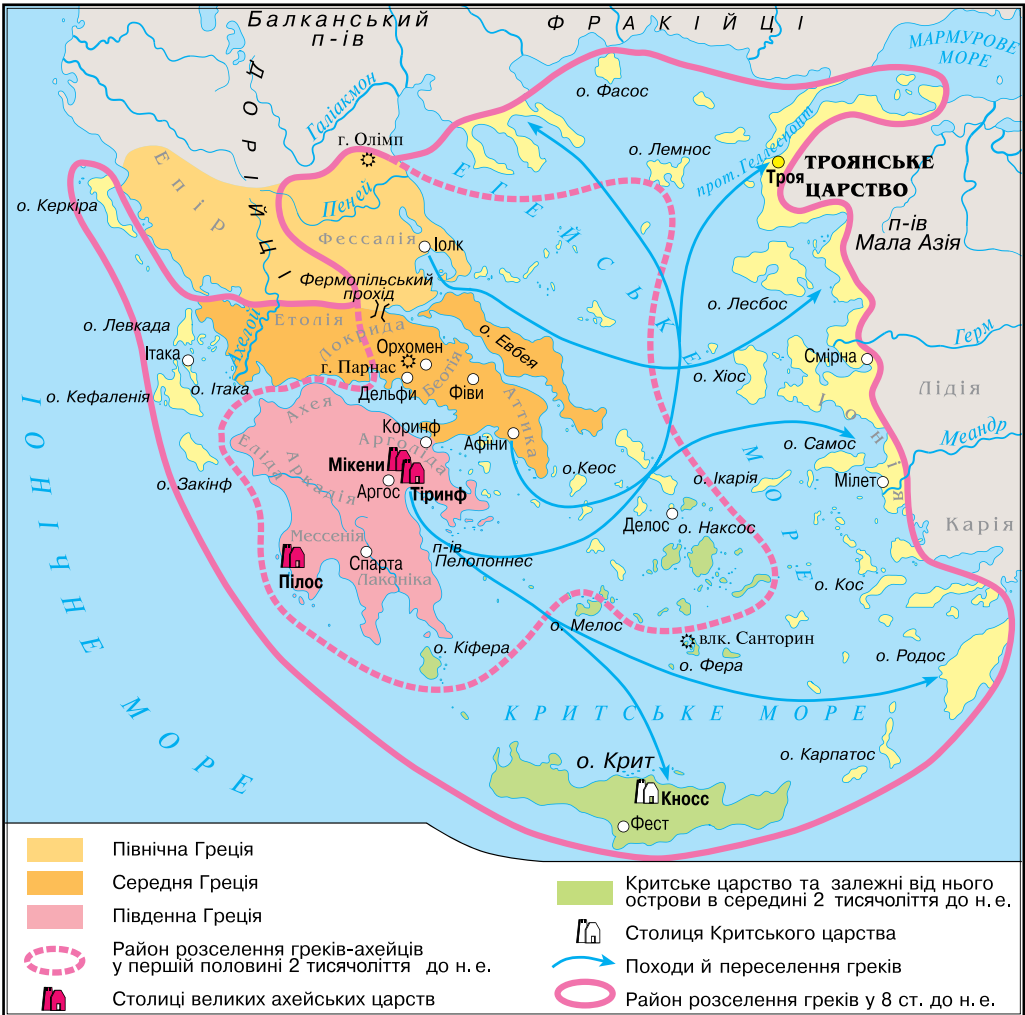 Балканський
п-ів
ФРАКІЙЦІ
МАРМУРОВЕ
МОРЕ
ДОРІЙЦІ
Галіакмон
о. Фасос
г. Олімп
Епір
Пеней
ЕГЕЙСЬКЕ МОРЕ
о. Лемнос
прот. Геллеспонт
Троя
ТРОЯНСЬКЕ
ЦАРСТВО
о. Керкіра
Фессалія
Іолк
п-ів
Мала Азія
Фермопільський
прохід
о. Левкада
Етолія
Локрида
о. Евбея
о. Лесбос
Герм
Ахелой
Ітака
Орхомен
г. Парнас
Беотія
Смірна
о. Ітака
Дельфи
Фіви
о. Хіос
Лідія
о. Кефаленія
Ахея
Аттика
Іонія
Меандр
Коринф
Арголіда
Афіни
о. Самос
Еліда
Мікени
о.Кеос
о. Закінф
Аркадія
Аргос
Тіринф
о. Ікарія
Мілет
Делос
о. Наксос
Карія
Мессенія
п-ів
Пелопоннес
Спарта
Пілос
Лаконіка
о. Кос
о. Мелос
влк. Санторин
о. Кіфера
о. Фера
о. Родос
ІОНІЧНЕ МОРЕ
КРИТСЬКЕ МОРЕ
о. Карпатос
о. Крит
Кносс
Фест
Північна Греція
Середня Греція
Південна Греція
Район розселення греків-ахейців
у першій половині 2 тисячоліття до н. е.
Столиці великих ахейських царств
Критське царство та залежні від нього
острови в середині 2 тисячоліття до н. е.
Столиця Критського царства
Походи й переселення греків
Район розселення греків у 8 ст. до н. е.